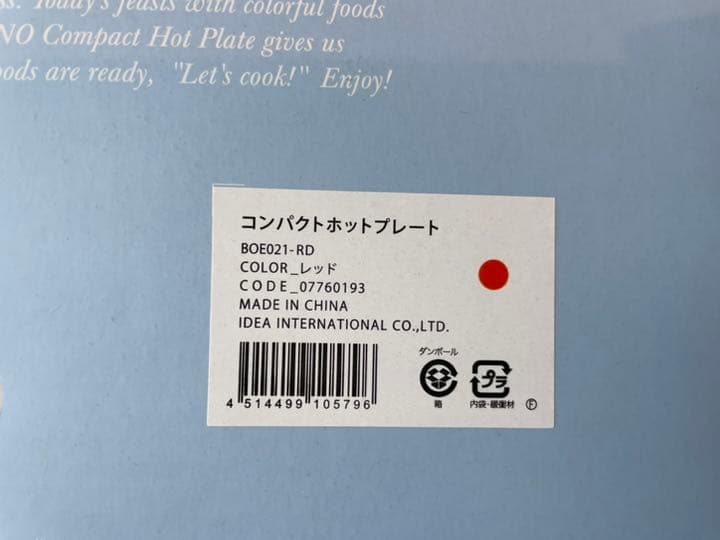 Today's feasts with colorful foods
NO Compact Hot Plate gives us
are ready, "Let's cook!" Enjoy!
コンパクトホットプレート
BOE021-RD
COLOR_レッド
CODE_07760193
MADE IN CHINA
IDEA INTERNATIONAL CO.,LTD.
4 514499 105796
ダンボール
箱
プラ
内袋・緩衝材
F